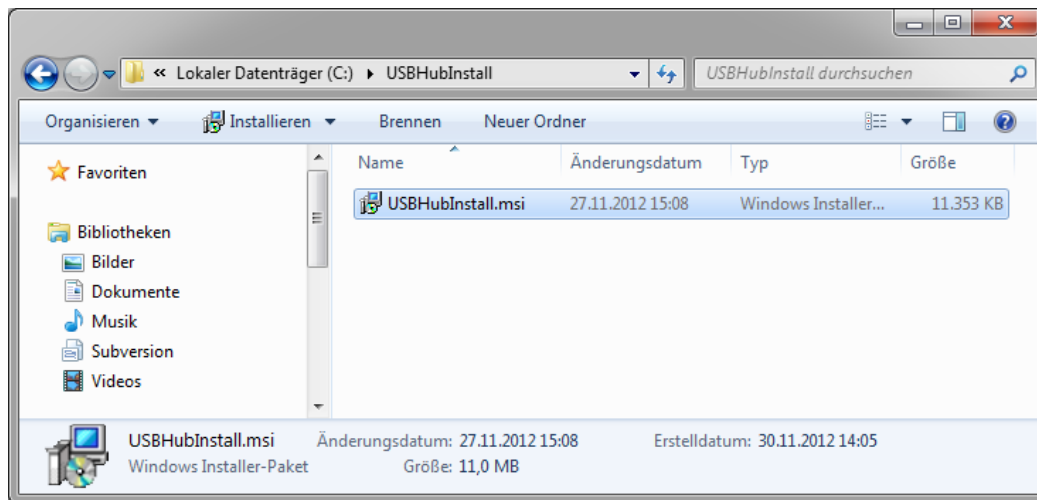 « Lokaler Datenträger (C:) ▸ USBHubInstall USBHubInstall durchsuchen
Organisieren Installieren Brennen Neuer Ordner
Name Änderungsdatum Typ Größe
Favoriten
USBHubInstall.msi 27.11.2012 15:08 Windows Installer... 11.353 KB
Bibliotheken
Bilder
Dokumente
Musik
Subversion
Videos
USBHubInstall.msi Änderungsdatum: 27.11.2012 15:08 Erstelldatum: 30.11.2012 14:05
Windows Installer-Paket Größe: 11,0 MB